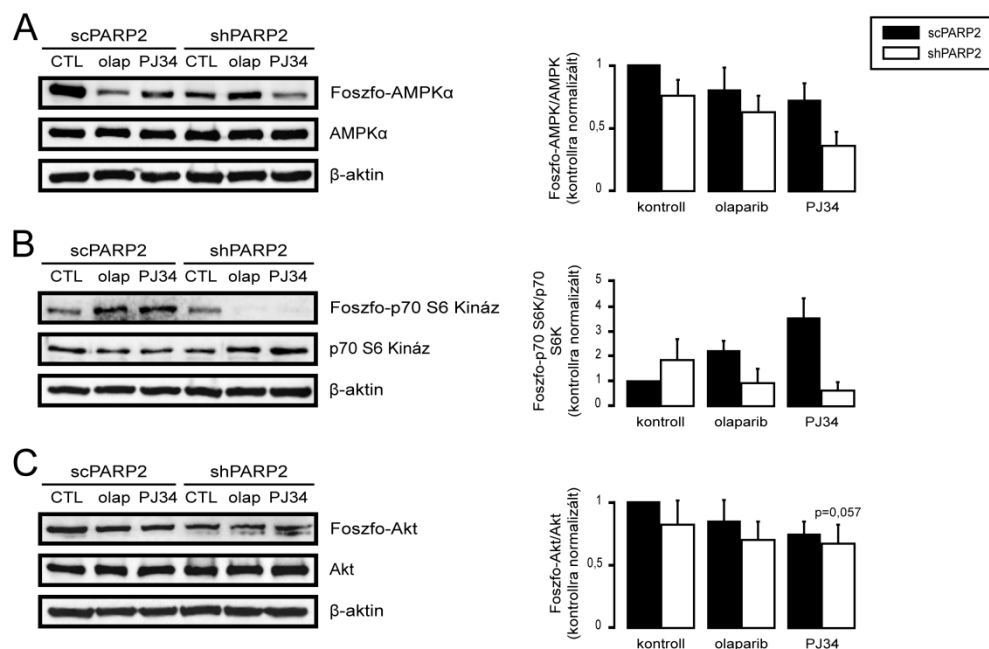 A
scPARP2 shPARP2
CTL olap PJ34 CTL olap PJ34
Foszfo-AMPKα
AMPKα
β-aktin
Foszfo-AMPK/AMPK
(kontrollra normalizált)
1
0,5
0
kontroll olaparib PJ34
scPARP2
shPARP2
B
scPARP2 shPARP2
CTL olap PJ34 CTL olap PJ34
Foszfo-p70 S6 Kináz
p70 S6 Kináz
β-aktin
Foszfo-p70 S6K/p70
S6K
(kontrollra normalizált)
5
4
3
2
1
0
kontroll olaparib PJ34
C
scPARP2 shPARP2
CTL olap PJ34 CTL olap PJ34
Foszfo-Akt
Akt
β-aktin
Foszfo-Akt/Akt
(kontrollra normalizált)
1
0,5
0
p=0,057
kontroll olaparib PJ34